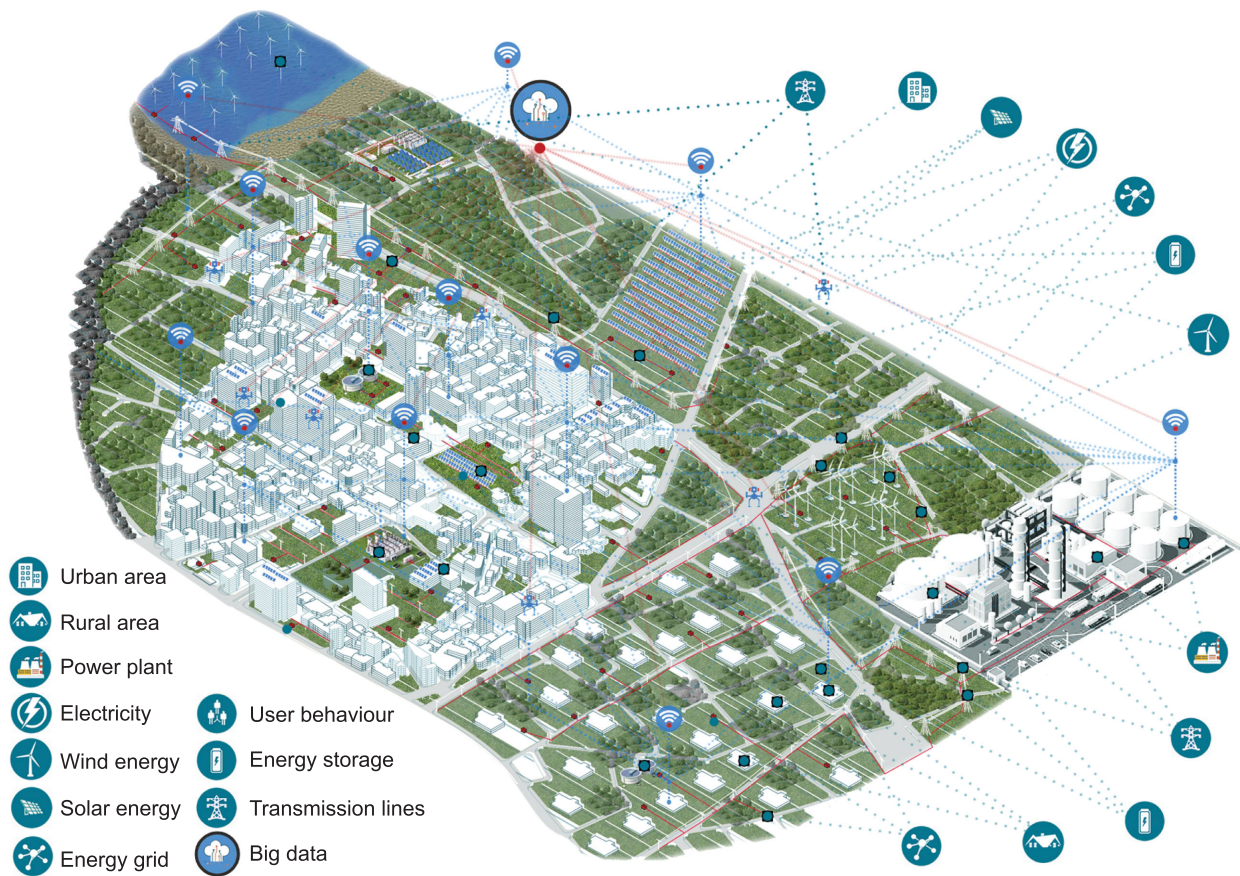 Urban area
Rural area
Power plant
Electricity
Wind energy
Solar energy
Energy grid
User behaviour
Energy storage
Transmission lines
Big data